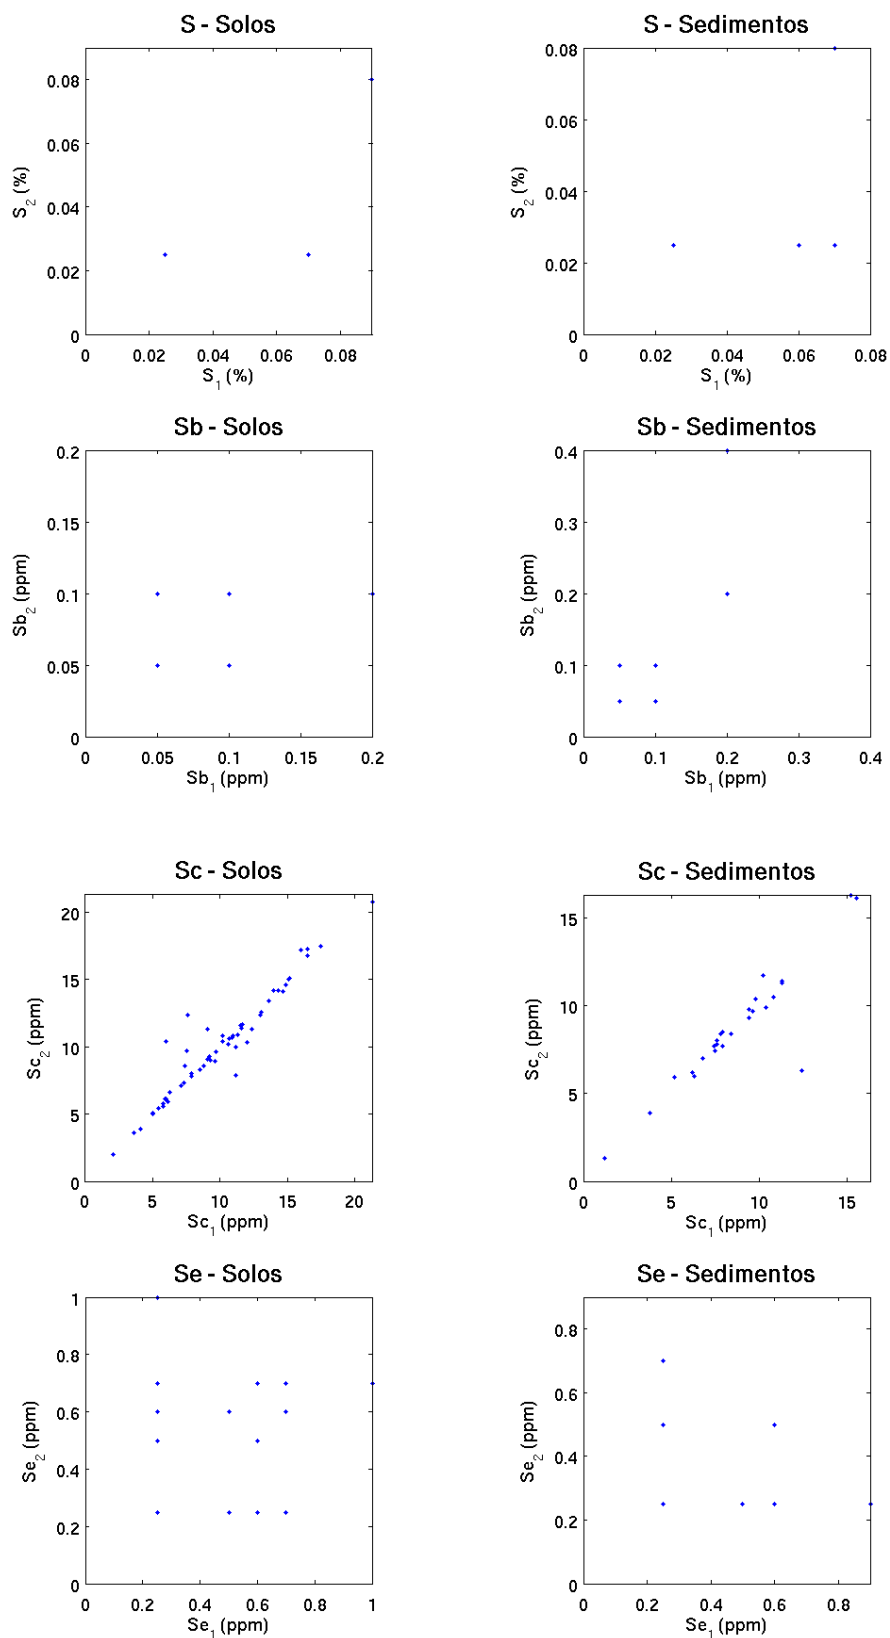 S - Solos
S - Sedimentos
S₂ (%)
0.08
0.06
0.04
0.02
0
0 0.02 0.04 0.06 0.08
S₁ (%)
S₂ (%)
0.08
0.06
0.04
0.02
0
0 0.02 0.04 0.06 0.08
S₁ (%)
Sb - Solos
Sb - Sedimentos
Sb₂ (ppm)
0.2
0.15
0.1
0.05
0
0 0.05 0.1 0.15 0.2
Sb₁ (ppm)
Sb₂ (ppm)
0.4
0.3
0.2
0.1
0
0 0.1 0.2 0.3 0.4
Sb₁ (ppm)
Sc - Solos
Sc - Sedimentos
Sc₂ (ppm)
20
15
10
5
0
0 5 10 15 20
Sc₁ (ppm)
Sc₂ (ppm)
15
10
5
0
0 5 10 15
Sc₁ (ppm)
Se - Solos
Se - Sedimentos
Se₂ (ppm)
1
0.8
0.6
0.4
0.2
0
0 0.2 0.4 0.6 0.8 1
Se₁ (ppm)
Se₂ (ppm)
0.8
0.6
0.4
0.2
0
0 0.2 0.4 0.6 0.8
Se₁ (ppm)